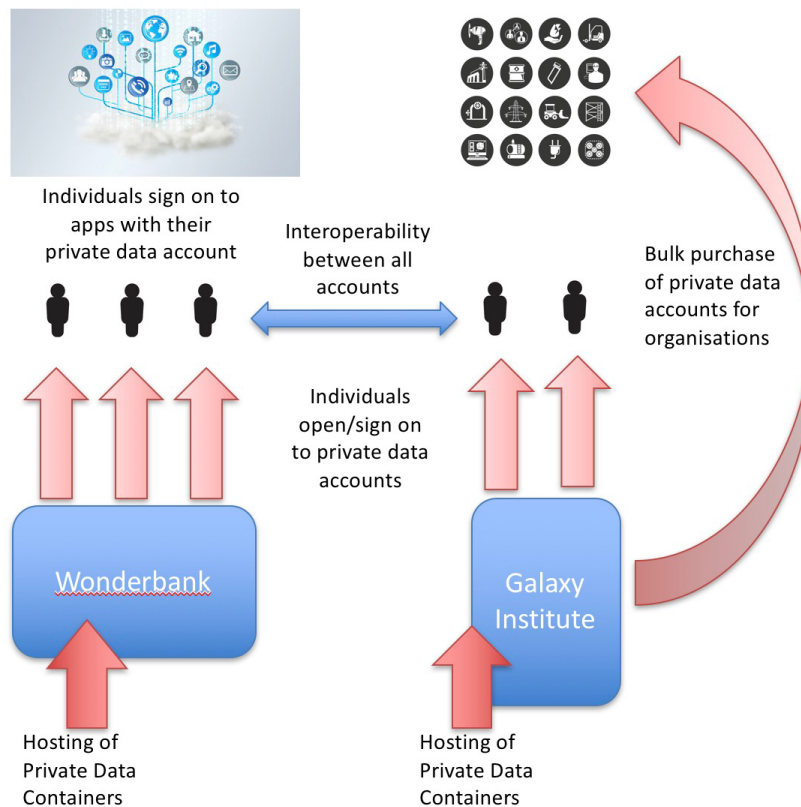 Individuals sign on to
apps with their
private data account
Interoperability
between all
accounts
Bulk purchase
of private data
accounts for
organisations
Individuals
open/sign on
to private data
accounts
Wonderbank
Galaxy
Institute
Hosting of
Private Data
Containers
Hosting of
Private Data
Containers